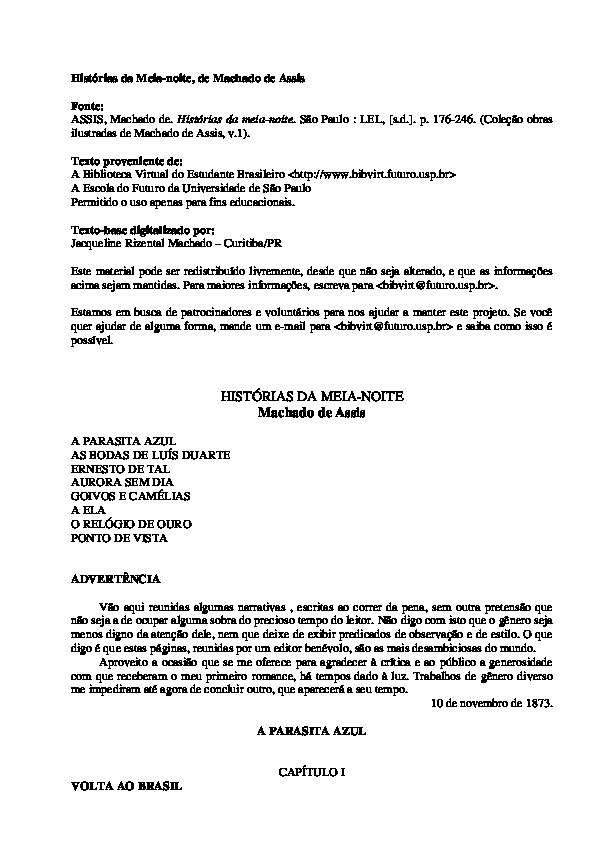 Histórias da Meia-noite, de Machado de Assis
Fonte:
ASSIS, Machado de. Histórias da meia-noite. São Paulo : LEL, [s.d.]. p. 176-246. (Coleção obras
ilustradas de Machado de Assis, v.1).
Texto proveniente de:
A Biblioteca Virtual do Estudante Brasileiro <http://www.bibvirt.futuro.usp.br>
A Escola do Futuro da Universidade de São Paulo
Permitido o uso apenas para fins educacionais.
Texto-base digitalizado por:
Jacqueline Rizental Machado – Curitiba/PR
Este material pode ser redistribuído livremente, desde que não seja alterado, e que as informações
acima sejam mantidas. Para maiores informações, escreva para <bibvirt@futuro.usp.br>.
Estamos em busca de patrocinadores e voluntários para nos ajudar a manter este projeto. Se você
quer ajudar de alguma forma, mande um e-mail para <bibvirt@futuro.usp.br> e saiba como isso é
possível.
HISTÓRIAS DA MEIA-NOITE
Machado de Assis
A PARASITA AZUL
AS BODAS DE LUÍS DUARTE
ERNESTO DE TAL
AURORA SEM DIA
GOIVOS E CAMÉLIAS
A ELA
O RELÓGIO DE OURO
PONTO DE VISTA
ADVERTÊNCIA
Vão aqui reunidas algumas narrativas , escritas ao correr da pena, sem outra pretensão que
não seja a de ocupar alguma sobra do precioso tempo do leitor. Não digo com isto que o gênero seja
menos digno da atenção dele, nem que deixe de exibir predicados de observação e de estilo. O que
digo é que estas páginas, reunidas por um editor benévolo, são as mais desambiciosas do mundo.
Aproveito a ocasião que se me oferece para agradecer à crítica e ao público a generosidade
com que receberam o meu primeiro romance, há tempos dado à luz. Trabalhos de gênero diverso
me impediram até agora de concluir outro, que aparecerá a seu tempo.
10 de novembro de 1873.
A PARASITA AZUL
CAPÍTULO I
VOLTA AO BRASIL